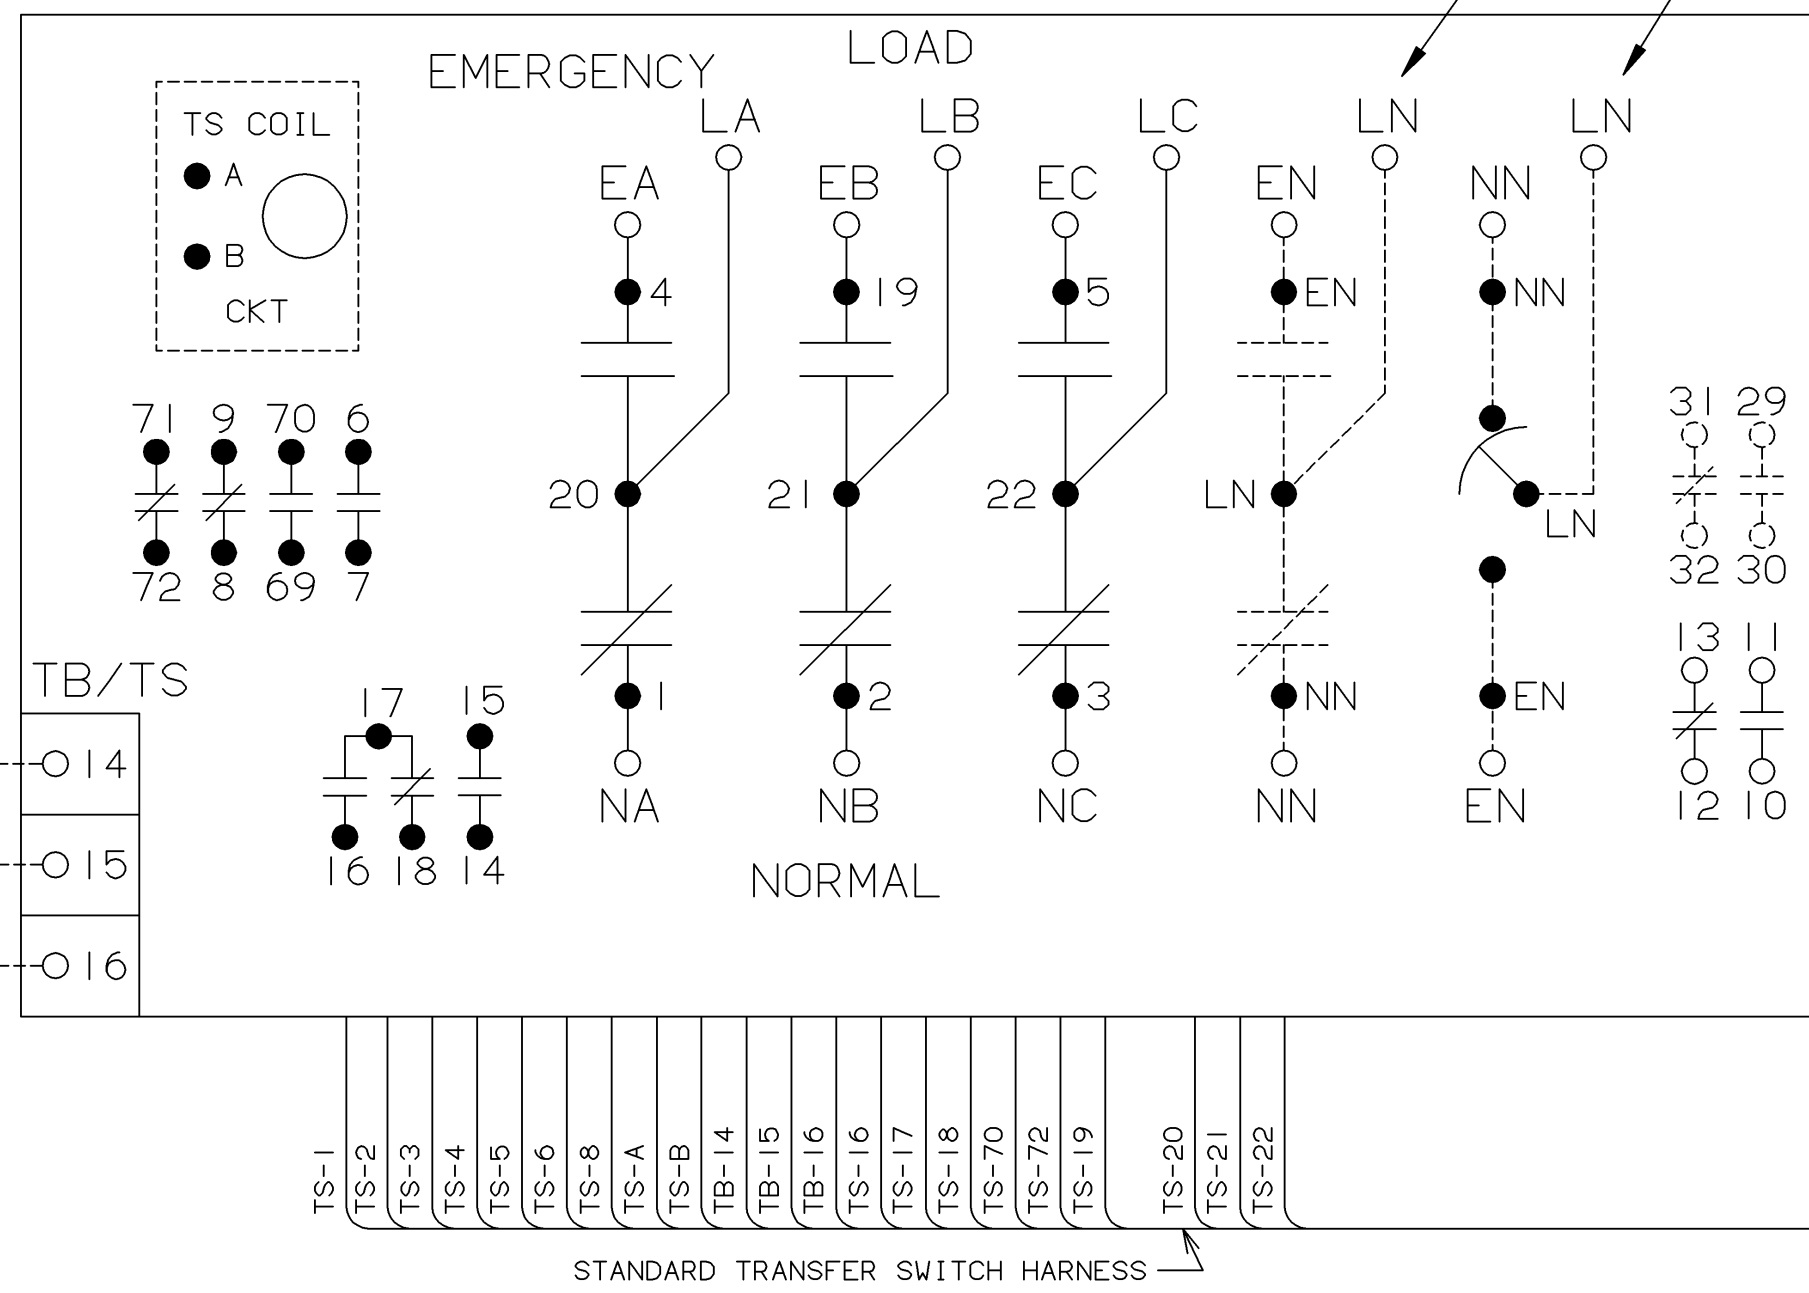 LOAD
EMERGENCY
TS COIL
A
B
CKT
LA LB LC LN LN
EA EB EC EN NN
4 19 5 EN NN
71 9 70 6
31 29
20 21 22 LN LN
72 8 69 7
32 30
13 11
TB/TS
17 15
1 2 3 NN EN
14
NA NB NC NN EN
12 10
15
16 18 14
NORMAL
16
TS-1
TS-2
TS-3
TS-4
TS-5
TS-6
TS-8
TS-A
TS-B
TB-14
TB-15
TB-16
TS-16
TS-17
TS-18
TS-70
TS-72
TS-19
TS-20
TS-21
TS-22
STANDARD TRANSFER SWITCH HARNESS